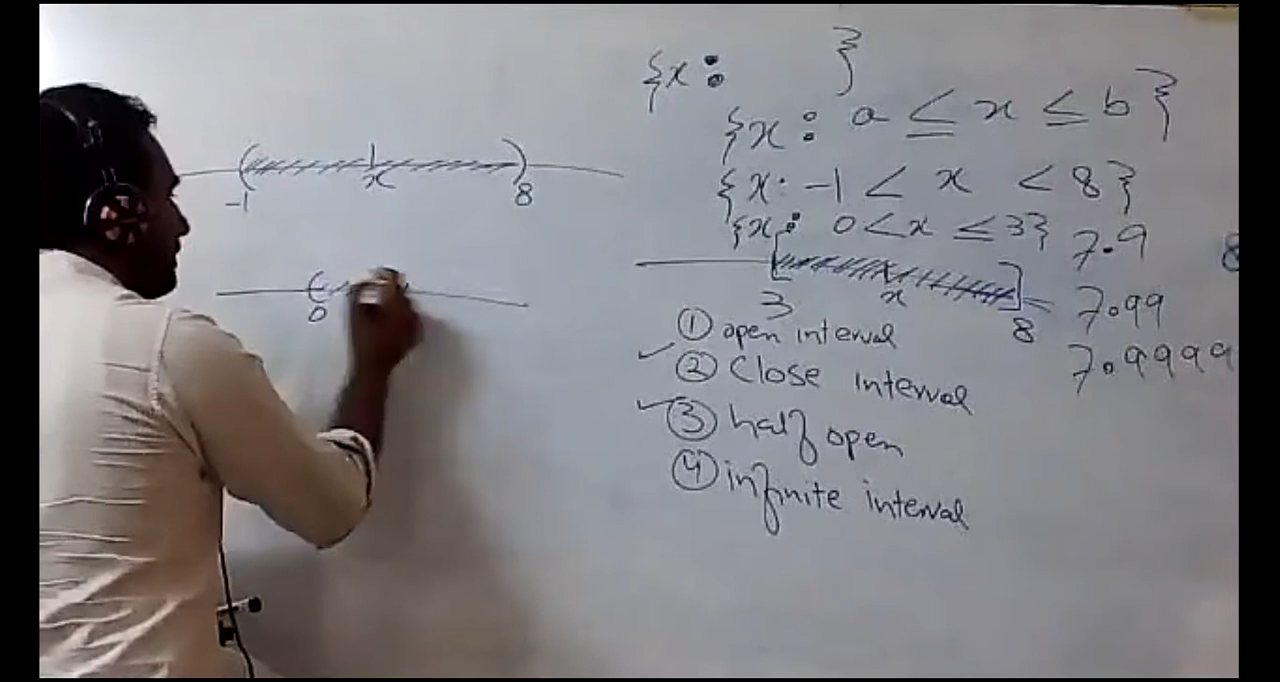 {x : }
{x : a ≤ x ≤ b}
{x : -1 < x < 8}
{x : 0 < x ≤ 3}
( x )
-1 8
(
0
7.9
8
7.99
7.9999
[ x ]
3 8
① open interval
② Close interval
③ half open
④ infinite interval